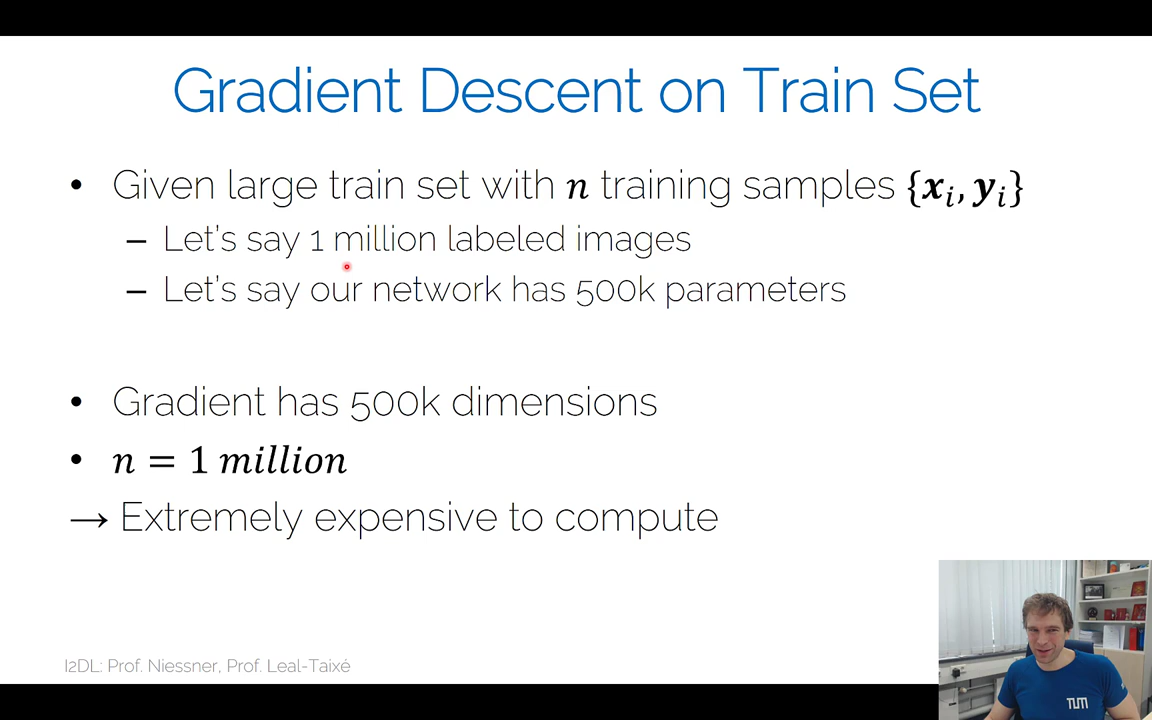 Gradient Descent on Train Set
• Given large train set with n training samples {xᵢ, yᵢ}
– Let's say 1 million labeled images
– Let's say our network has 500k parameters
• Gradient has 500k dimensions
• n = 1 million
→ Extremely expensive to compute
I2DL: Prof. Niessner, Prof. Leal-Taixé
TUM